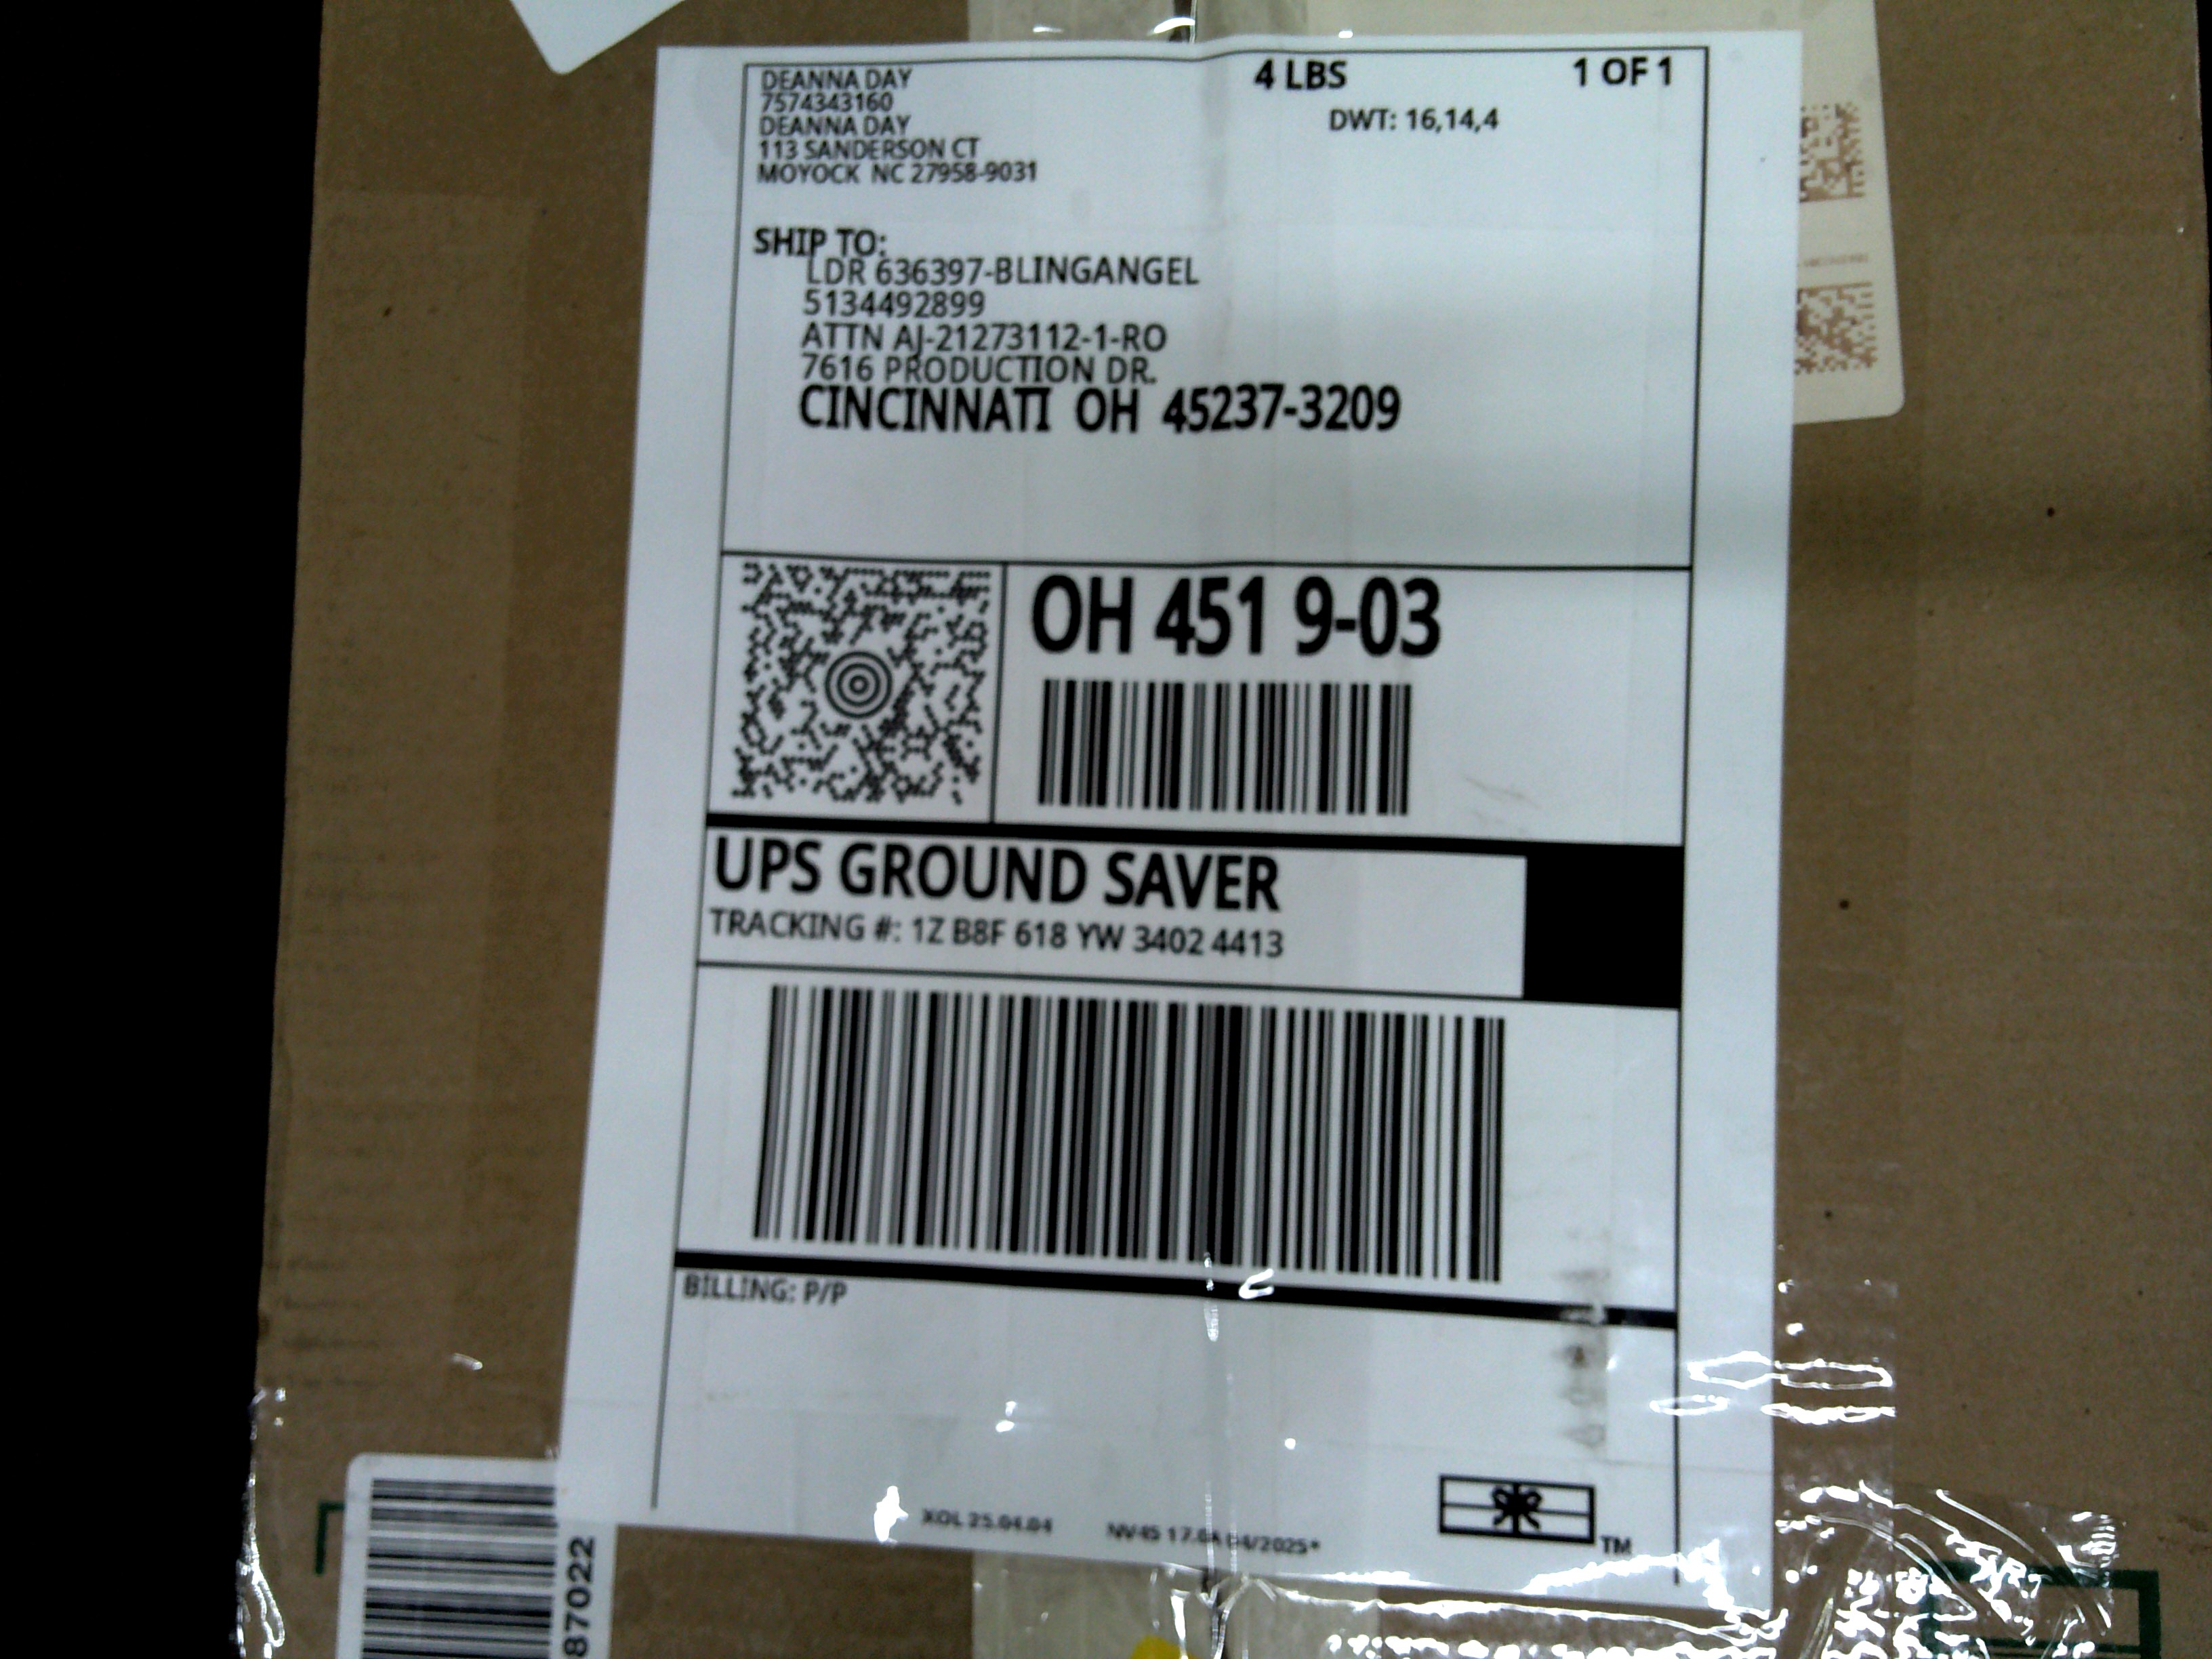 DEANNA DAY
7574343160
DEANNA DAY
113 SANDERSON CT
MOYOCK NC 27958-9031
4 LBS
1 OF 1
DWT: 16,14,4
SHIP TO:
LDR 636397-BLINGANGEL
5134492899
ATTN AJ-21273112-1-RO
7616 PRODUCTION DR.
CINCINNATI OH 45237-3209
OH 451 9-03
UPS GROUND SAVER
TRACKING #: 1Z B8F 618 YW 3402 4413
BILLING: P/P
XOL 25.04.04
NV45 04/2025*
TM
87022